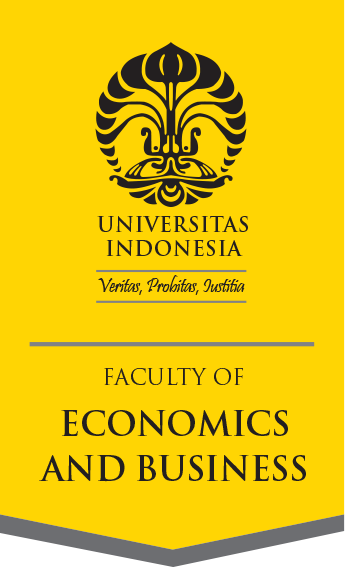 UNIVERSITAS
INDONESIA
Veritas, Probitas, Iustitia
FACULTY OF
ECONOMICS
AND BUSINESS